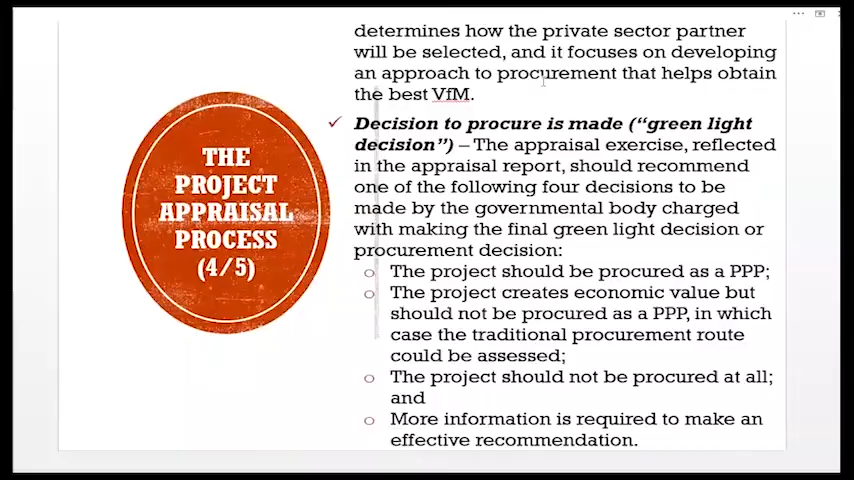 THE
PROJECT
APPRAISAL
PROCESS
(4/5)
determines how the private sector partner
will be selected, and it focuses on developing
an approach to procurement that helps obtain
the best VfM.
Decision to procure is made (“green light
decision”) – The appraisal exercise, reflected
in the appraisal report, should recommend
one of the following four decisions to be
made by the governmental body charged
with making the final green light decision or
procurement decision:
o The project should be procured as a PPP;
o The project creates economic value but
should not be procured as a PPP, in which
case the traditional procurement route
could be assessed;
o The project should not be procured at all;
and
o More information is required to make an
effective recommendation.